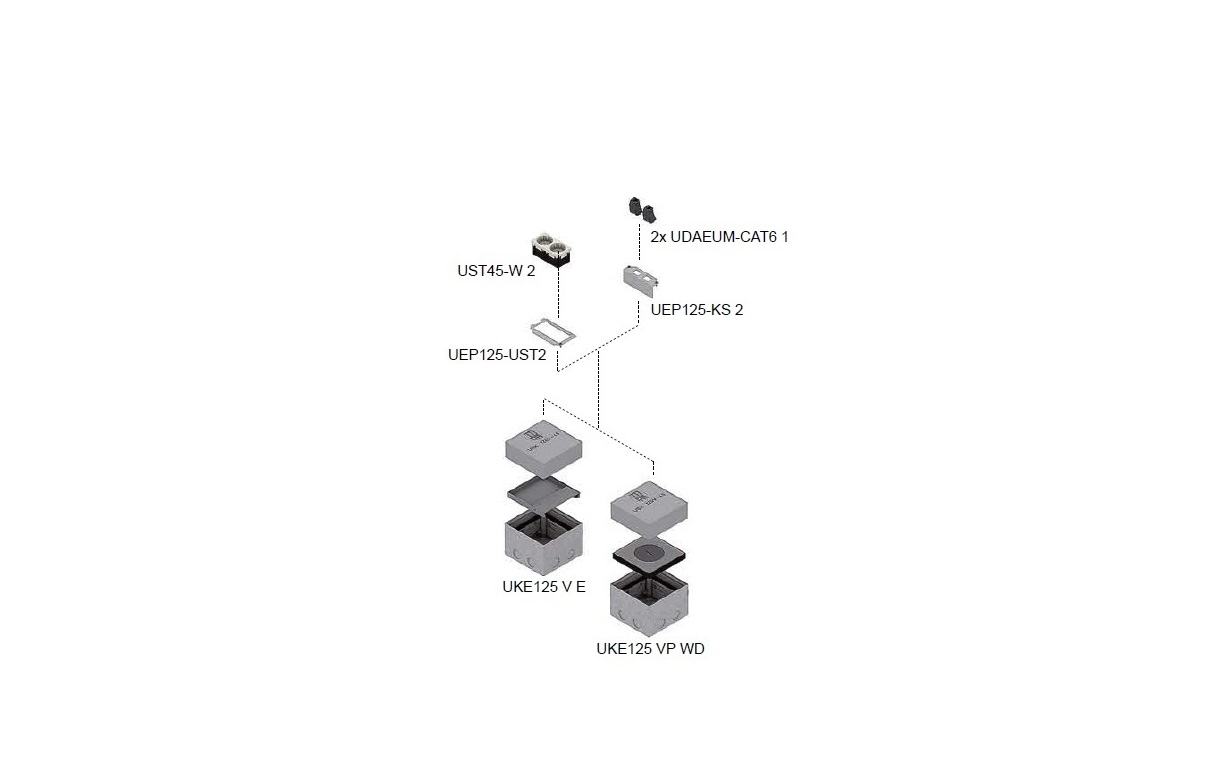 2x UDAEUM-CAT6 1
UST45-W 2
UEP125-KS 2
UEP125-UST2
UKE125 V E
UKE125 VP WD